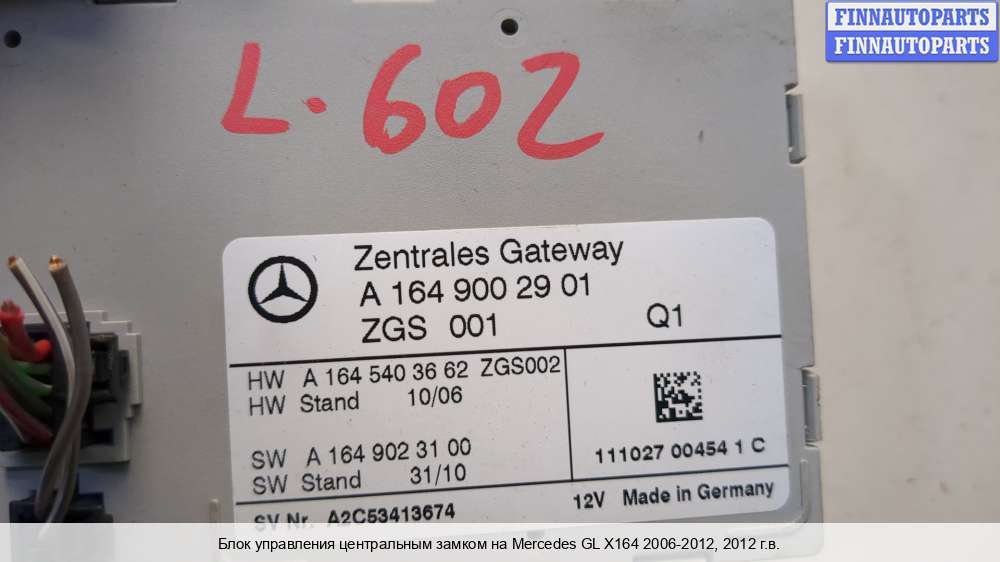 FINNAUTOPARTS
FINNAUTOPARTS
L.602
Zentrales Gateway
A 164 900 29 01
ZGS 001 Q1
HW A 164 540 36 62 ZGS002
HW Stand 10/06
SW A 164 902 31 00
SW Stand 31/10
111027 00454 1 C
SV Nr. A2C53413674
12V Made in Germany
Блок управления центральным замком на Mercedes GL X164 2006-2012, 2012 г.в.